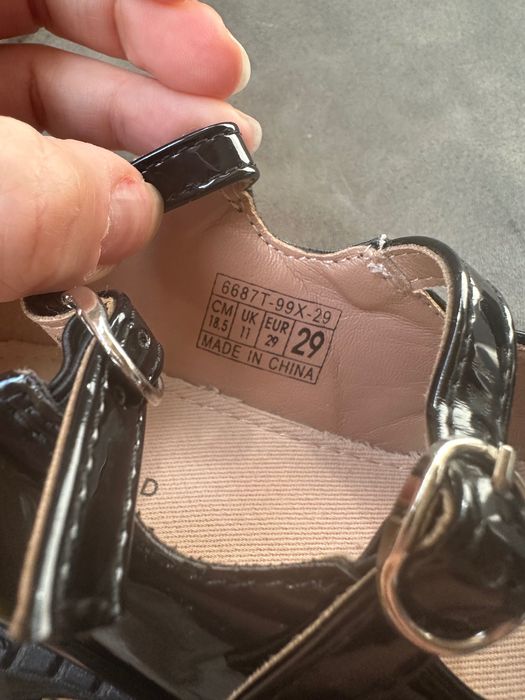 6687T-99X-29
CM UK EUR 29
18.5 11 29
MADE IN CHINA
D